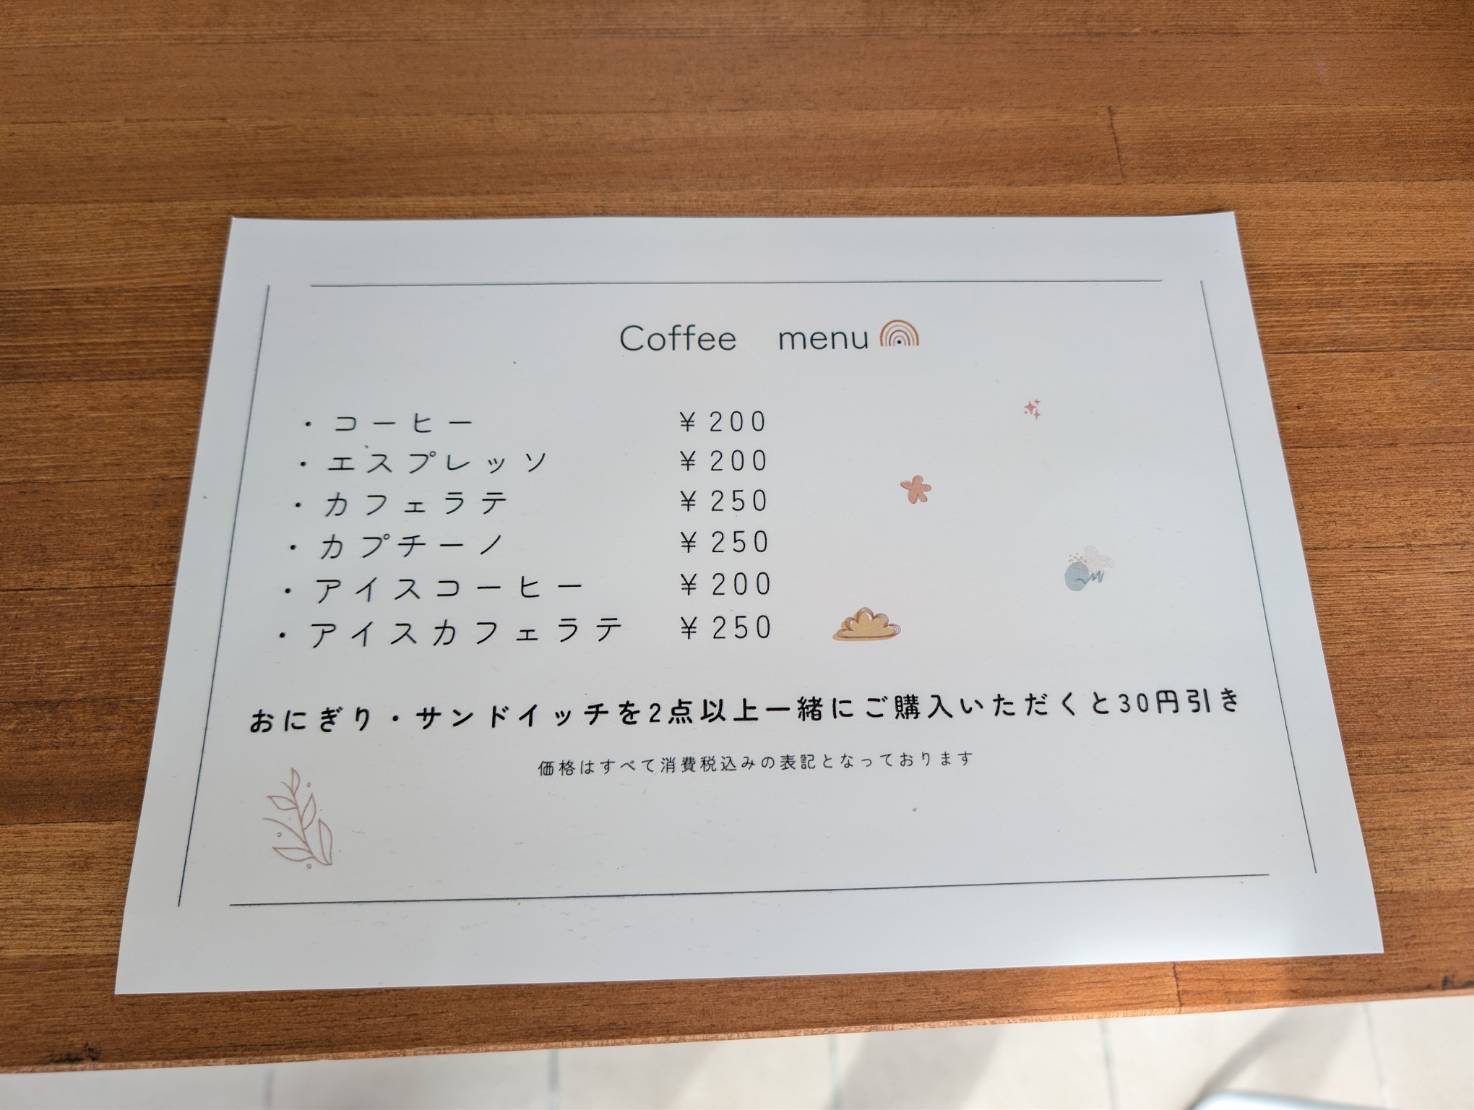 Coffee　menu
・コーヒー　¥200
・エスプレッソ　¥200
・カフェラテ　¥250
・カプチーノ　¥250
・アイスコーヒー　¥200
・アイスカフェラテ　¥250
おにぎり・サンドイッチを2点以上一緒にご購入いただくと30円引き
価格はすべて消費税込みの表記となっております